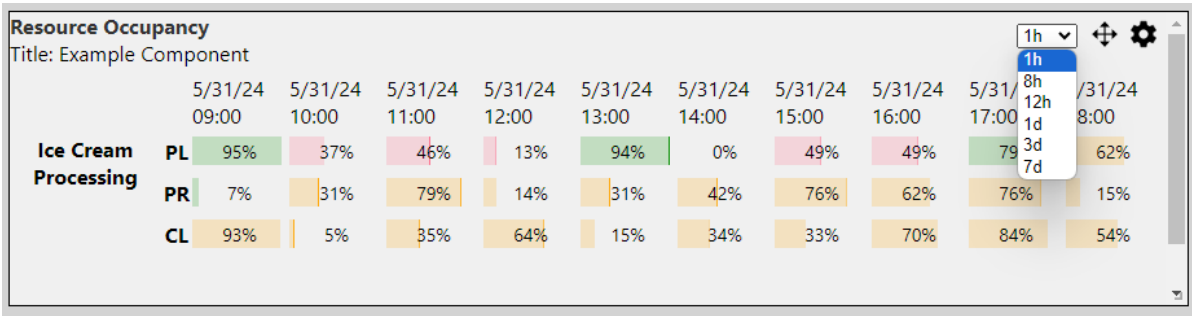 Resource Occupancy
Title: Example Component
1h
1h
8h
12h
1d
3d
7d
5/31/24 5/31/24 5/31/24 5/31/24 5/31/24 5/31/24 5/31/24 5/31/24 5/31/ /31/24
09:00 10:00 11:00 12:00 13:00 14:00 15:00 16:00 17:00 8:00
Ice Cream Processing
PL 95% 37% 46% 13% 94% 0% 49% 49% 79 62%
PR 7% 31% 79% 14% 31% 42% 76% 62% 76% 15%
CL 93% 5% 35% 64% 15% 34% 33% 70% 84% 54%